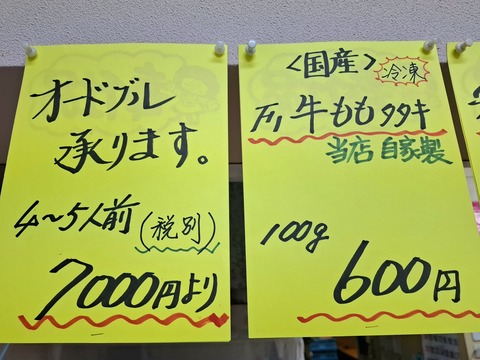 オードブル
承ります。
4〜5人前
(税別)
7000円より
〈国産〉
冷凍
牛ももタタキ
当店自家製
100g
600円